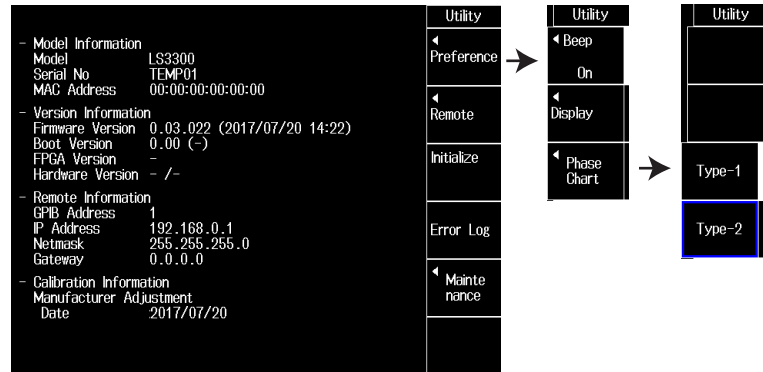 Utility
- Model Information
Model LS3300
Serial No TEMP01
MAC Address 00:00:00:00:00:00
- Version Information
Firmware Version 0.03.022 (2017/07/20 14:22)
Boot Version 0.00 (-)
FPGA Version -
Hardware Version - /-
- Remote Information
GPIB Address 1
IP Address 192.168.0.1
Netmask 255.255.255.0
Gateway 0.0.0.0
- Calibration Information
Manufacturer Adjustment
Date :2017/07/20
Preference
Remote
Initialize
Error Log
Mainte
nance
Utility
Beep
On
Display
Phase
Chart
Utility
Type-1
Type-2